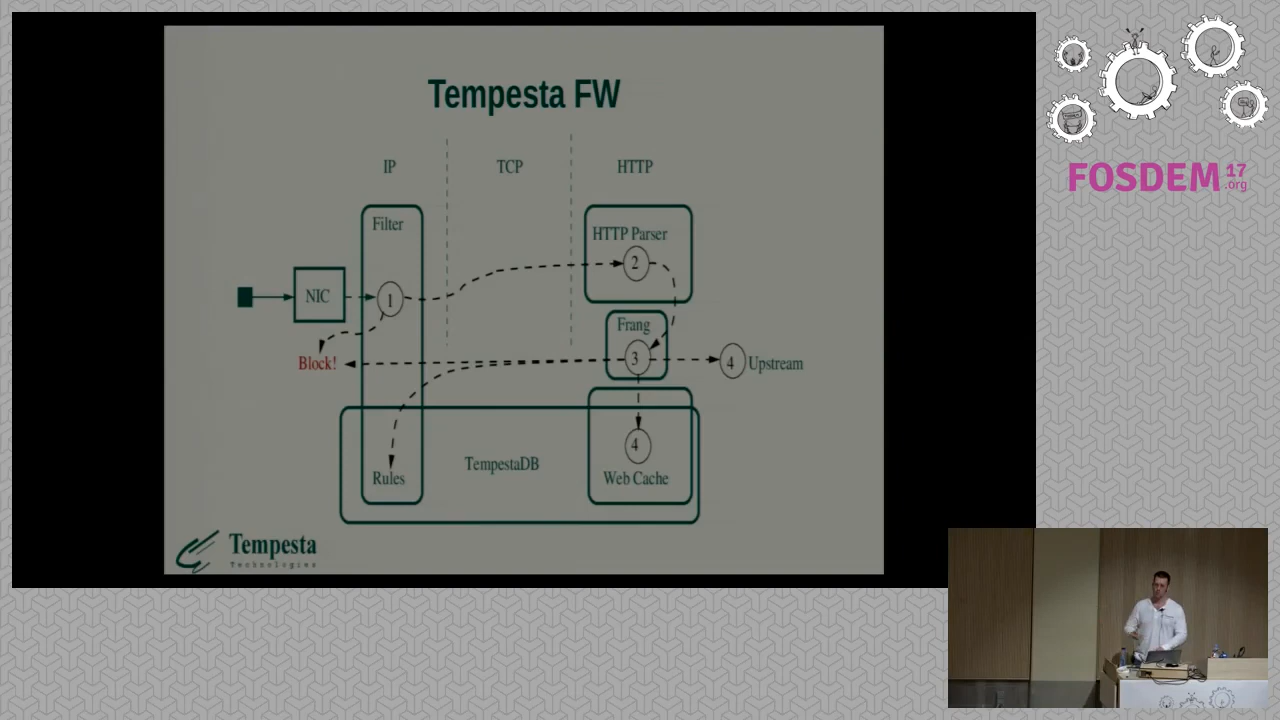 Tempesta FW
IP
TCP
HTTP
Filter
HTTP Parser
2
NIC
1
Frang
Block!
3
4
Upstream
4
TempestaDB
Rules
Web Cache
Tempesta
Technologies
FOSDEM 17
.org